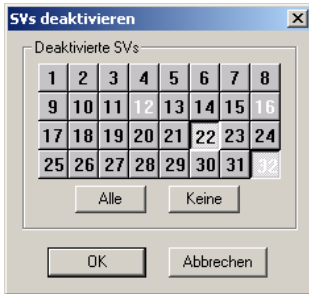 SVs deaktivieren
Deaktivierte SVs
1 2 3 4 5 6 7 8
9 10 11 12 13 14 15 16
17 18 19 20 21 22 23 24
25 26 27 28 29 30 31 32
Alle Keine
OK Abbrechen